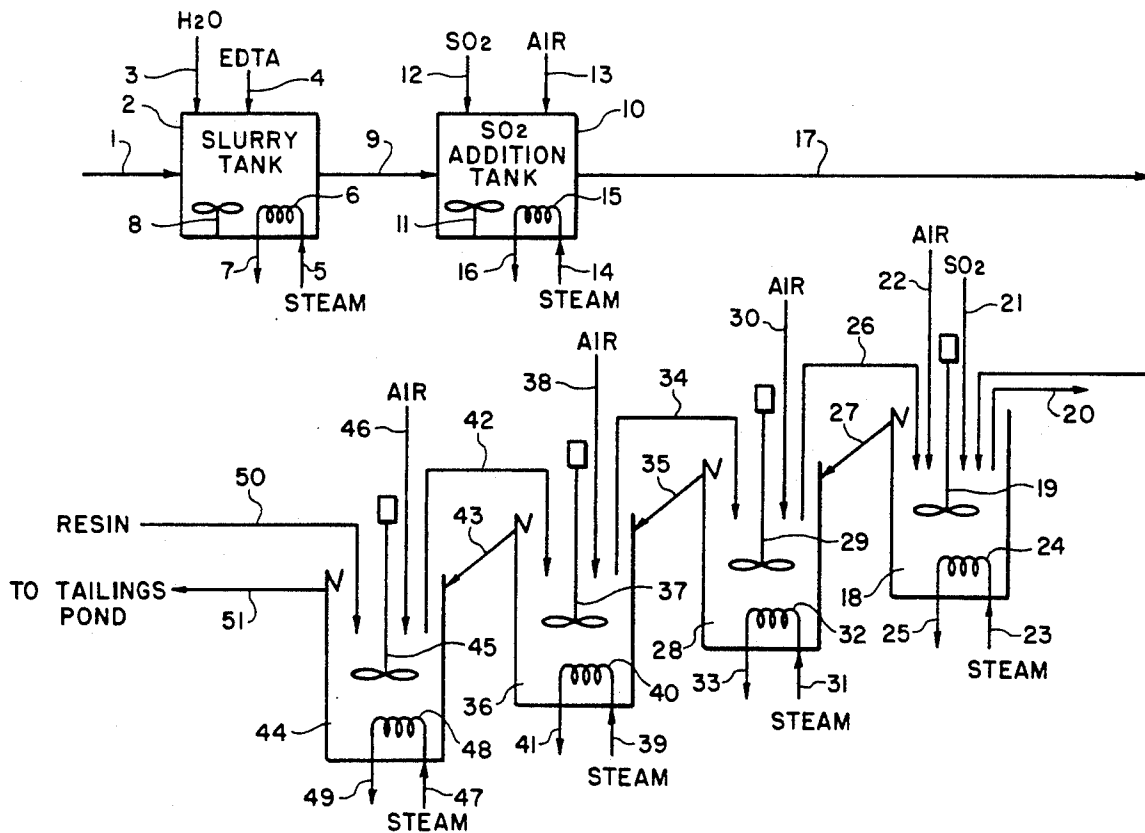 H2O
EDTA
3
4
2
SLURRY
TANK
1
6
8
7
5
STEAM
9
SO2
AIR
12
13
10
SO2
ADDITION
TANK
15
11
16
14
STEAM
17
AIR
22
SO2
21
AIR
30
26
20
27
19
24
18
25
23
STEAM
AIR
38
34
35
29
28
32
33
31
STEAM
AIR
46
42
43
37
36
40
41
39
STEAM
50
RESIN
TO TAILINGS
POND
51
45
44
48
49
47
STEAM